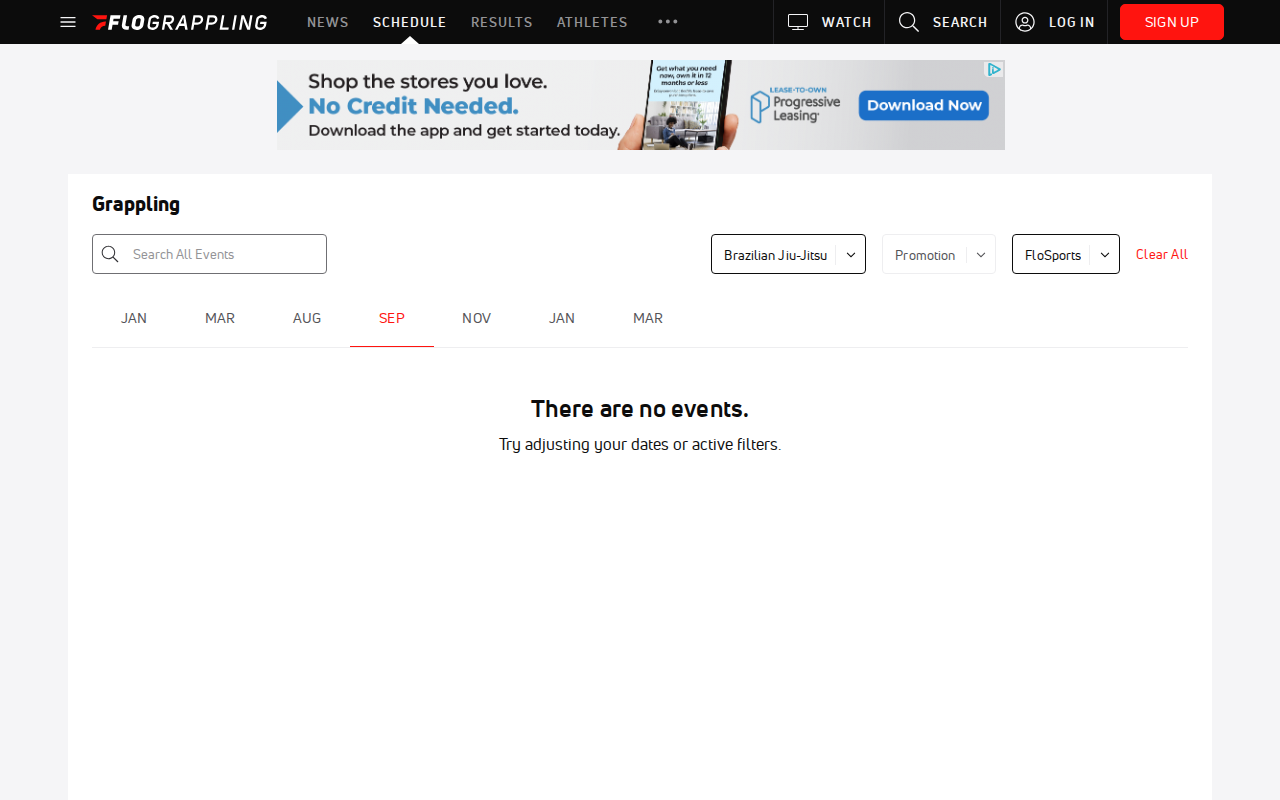 FLOGRAPPLING NEWS SCHEDULE RESULTS ATHLETES WATCH SEARCH LOG IN SIGN UP
Shop the stores you love.
No Credit Needed.
Download the app and get started today.
Get what you need
now, own it in 12
months or less
LEASE-TO-OWN
Progressive
Leasing
Download Now
Grappling
Search All Events Brazilian Jiu-Jitsu Promotion FloSports Clear All
JAN MAR AUG SEP NOV JAN MAR
There are no events.
Try adjusting your dates or active filters.